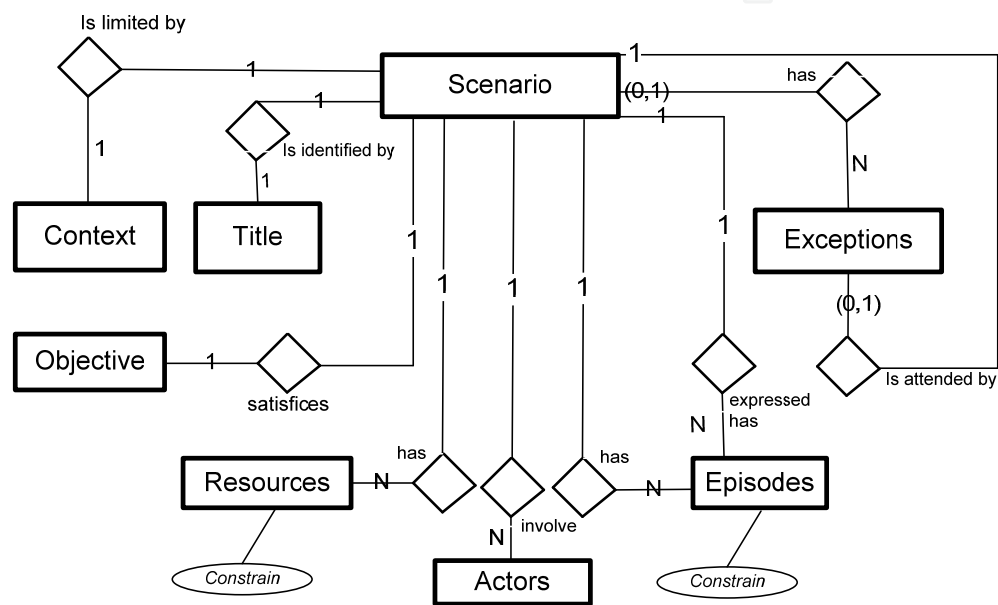 Is limited by
1
Scenario
1
has
(0,1)
1
1
Is identified by
N
1
1
Context
Title
1
1
Exceptions
1
1
1
(0,1)
Objective
1
satisfices
Is attended by
expressed
has
N
has
has
Resources
N
N
Episodes
involve
N
Constrain
Actors
Constrain